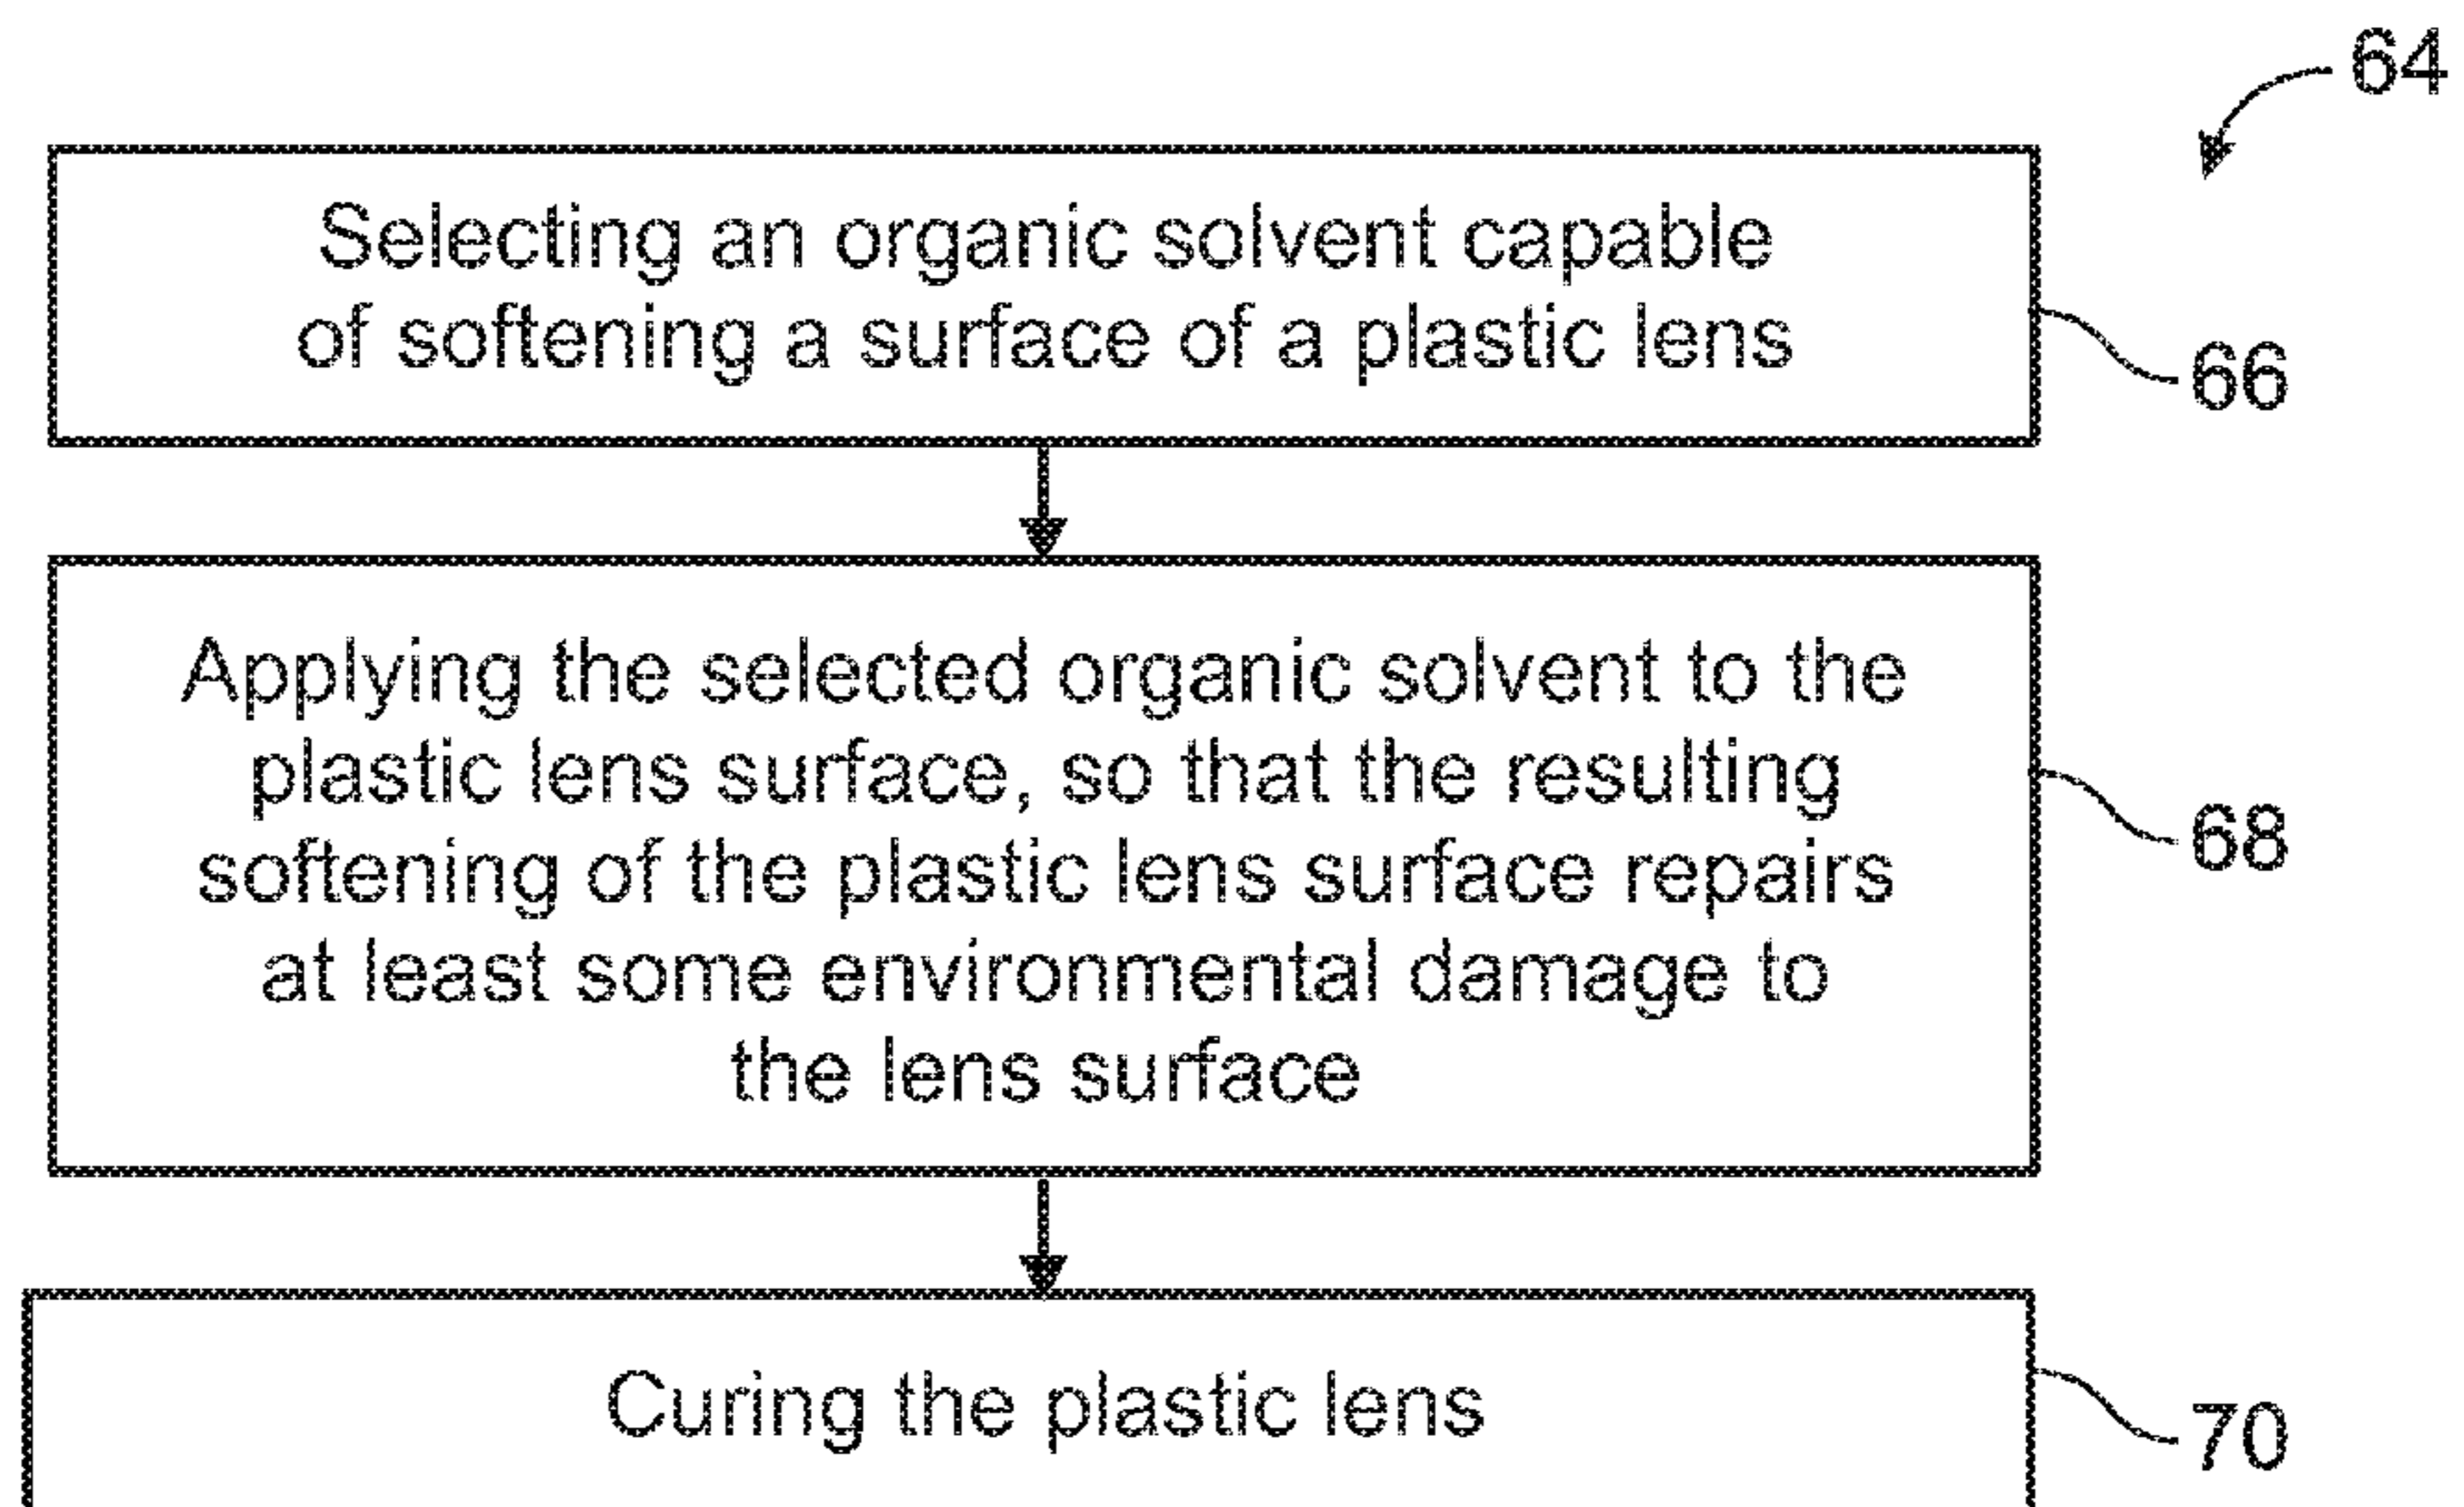 64
Selecting an organic solvent capable
of softening a surface of a plastic lens
66
Applying the selected organic solvent to the
plastic lens surface, so that the resulting
softening of the plastic lens surface repairs
at least some environmental damage to
the lens surface
68
Curing the plastic lens
70